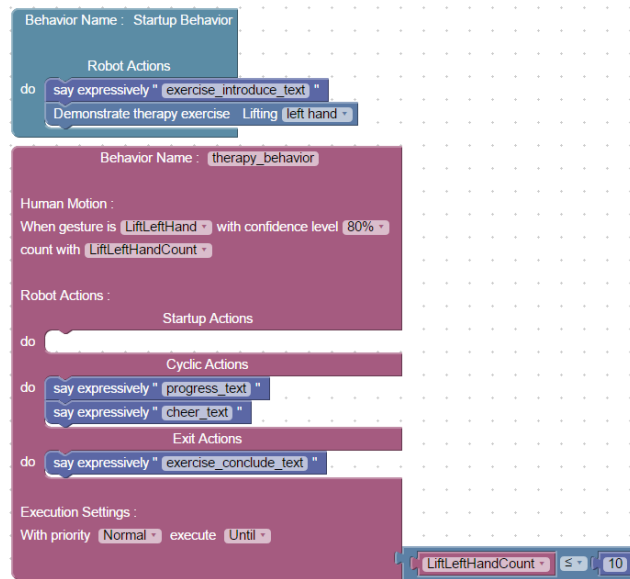 Behavior Name : Startup Behavior
Robot Actions
do say expressively " exercise_introduce_text "
Demonstrate therapy exercise Lifting left hand
Behavior Name : therapy_behavior
Human Motion :
When gesture is LiftLeftHand with confidence level 80%
count with LiftLeftHandCount
Robot Actions :
Startup Actions
do
Cyclic Actions
do say expressively " progress_text "
say expressively " cheer_text "
Exit Actions
do say expressively " exercise_conclude_text "
Execution Settings :
With priority Normal execute Until
LiftLeftHandCount ≤ 10